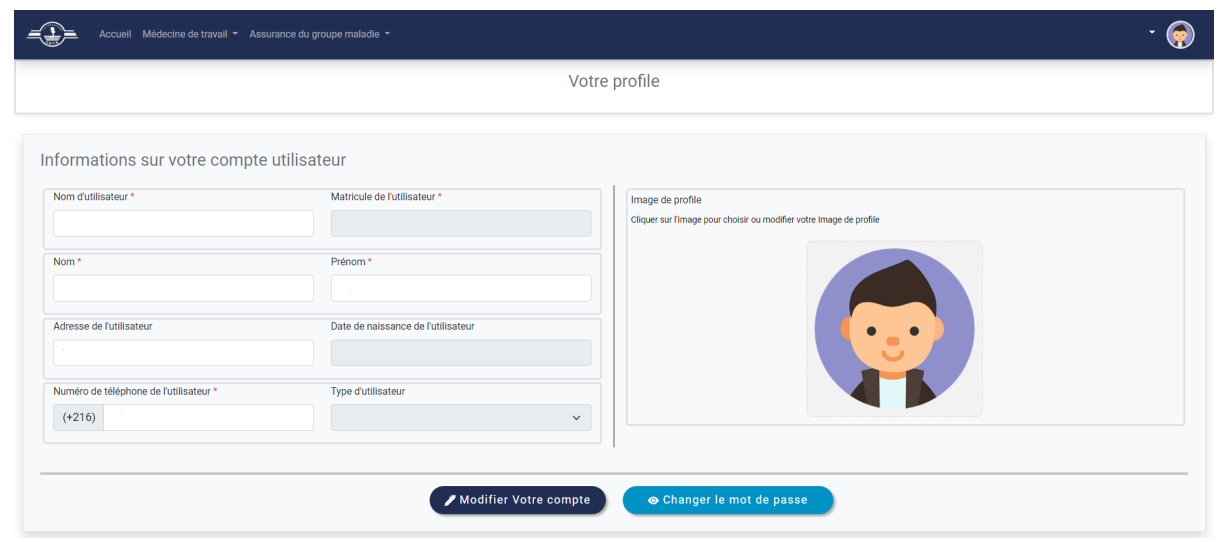 Accueil Médecine de travail Assurance du groupe maladie
Votre profile
Informations sur votre compte utilisateur
Nom d'utilisateur *
Matricule de l'utilisateur *
Nom *
Prénom *
Adresse de l'utilisateur
Date de naissance de l'utilisateur
Numéro de téléphone de l'utilisateur *
Type d'utilisateur
(+216)
Image de profile
Cliquer sur l'image pour choisir ou modifier votre Image de profile
Modifier Votre compte
Changer le mot de passe